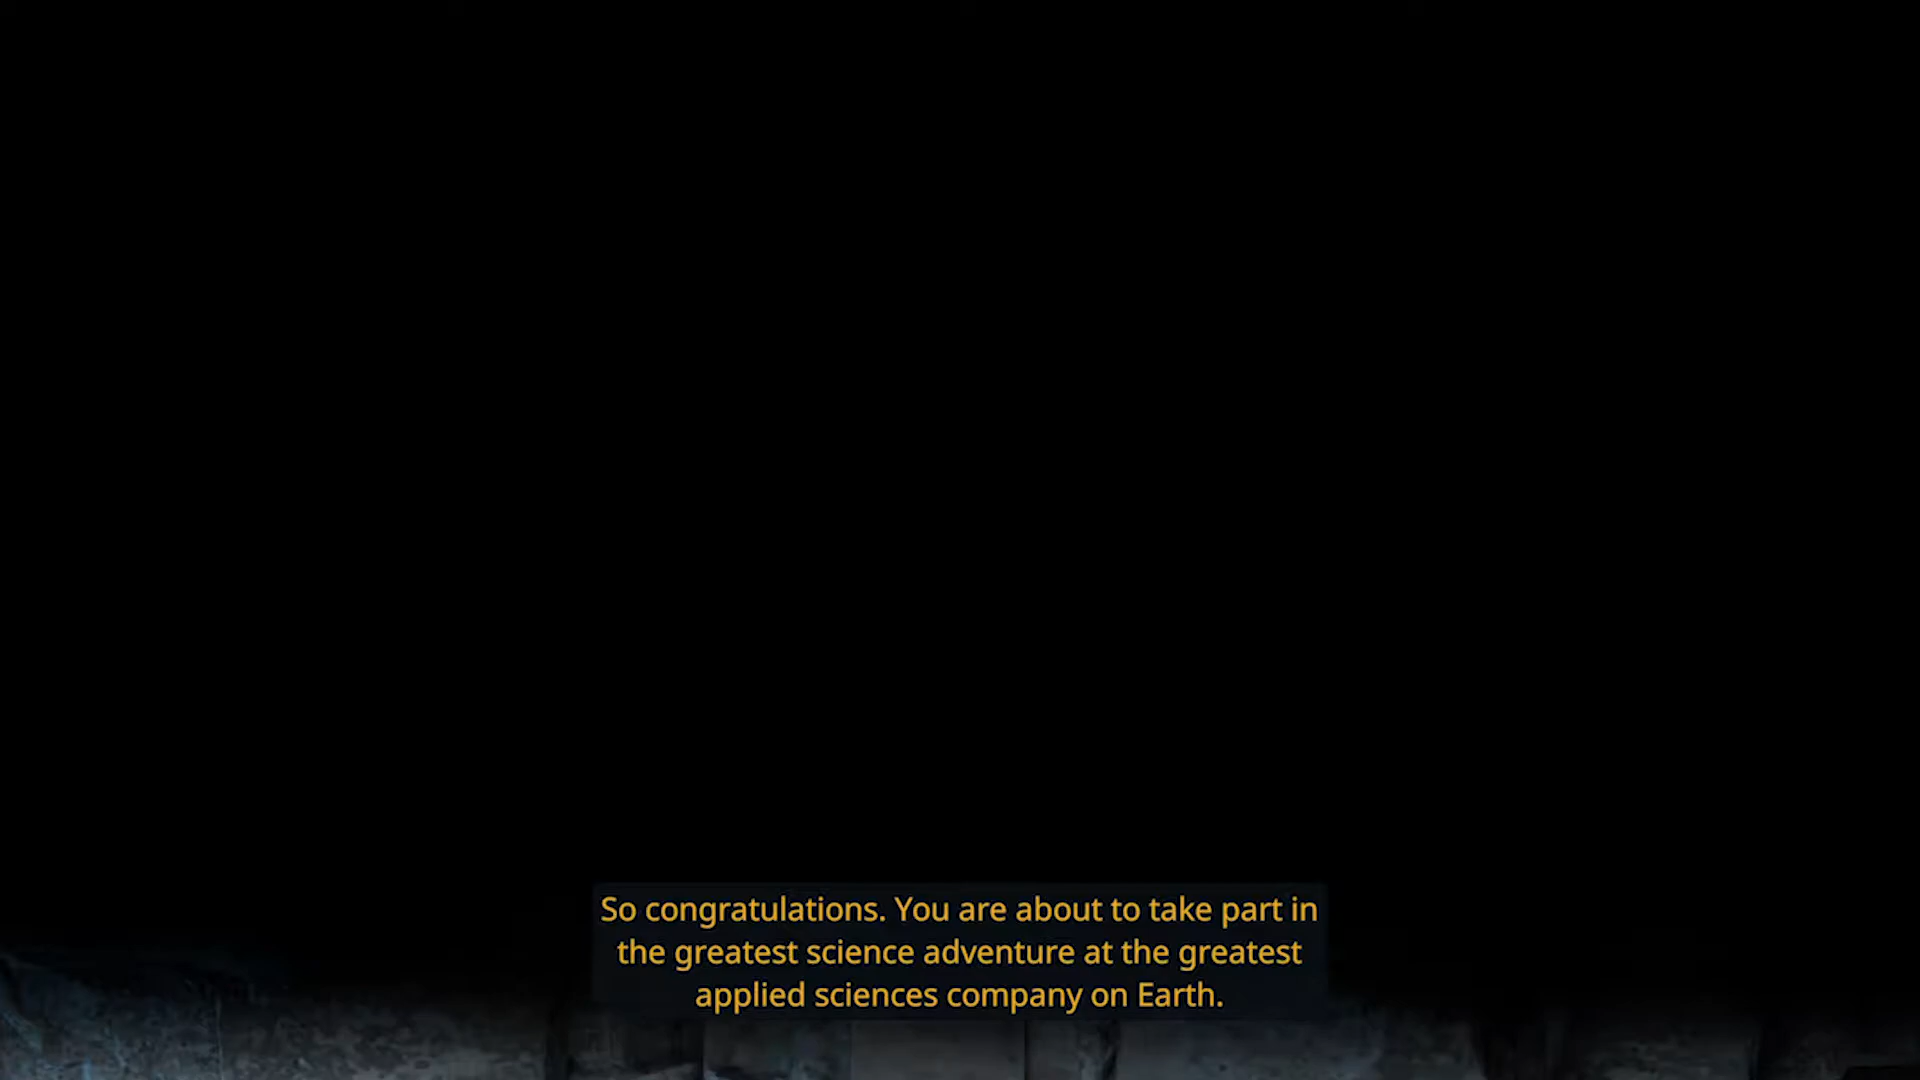 So congratulations. You are about to take part in
the greatest science adventure at the greatest
applied sciences company on Earth.